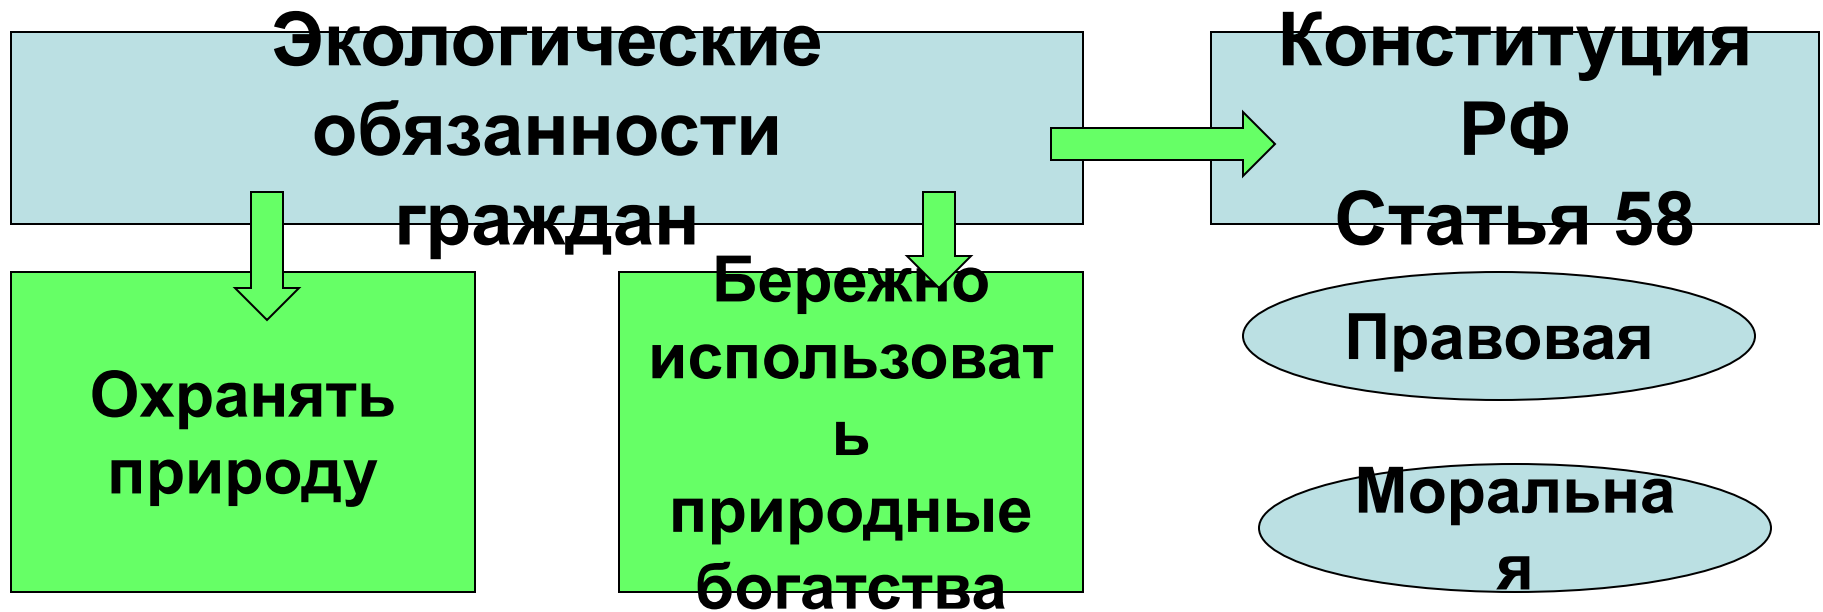 Экологические
обязанности
граждан
Конституция
РФ
Статья 58
Охранять
природу
Бережно
использоват
ь
природные
богатства
Правовая
Моральна
я